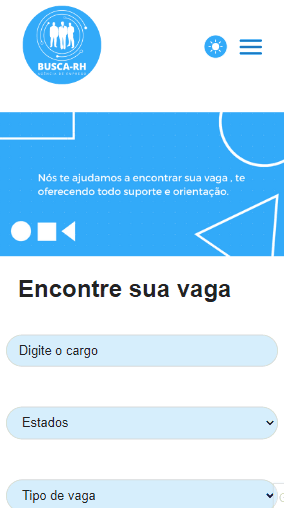 BUSCA-RH
Nós te ajudamos a encontrar sua vaga , te
oferecendo todo suporte e orientação.
Encontre sua vaga
Digite o cargo
Estados
Tipo de vaga